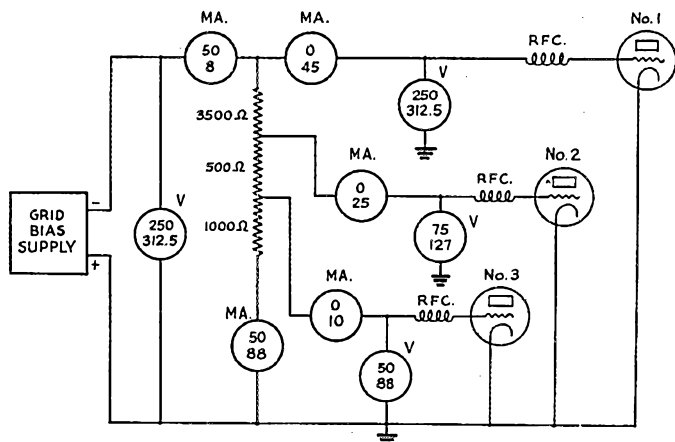 MA.
50
8
MA.
0
45
RFC.
No.1
V
250
312.5
3500Ω
500Ω
1000Ω
MA.
0
25
RFC.
No.2
V
75
127
GRID
BIAS
SUPPLY
-
+
V
250
312.5
MA.
50
88
MA.
0
10
RFC.
No.3
V
50
88